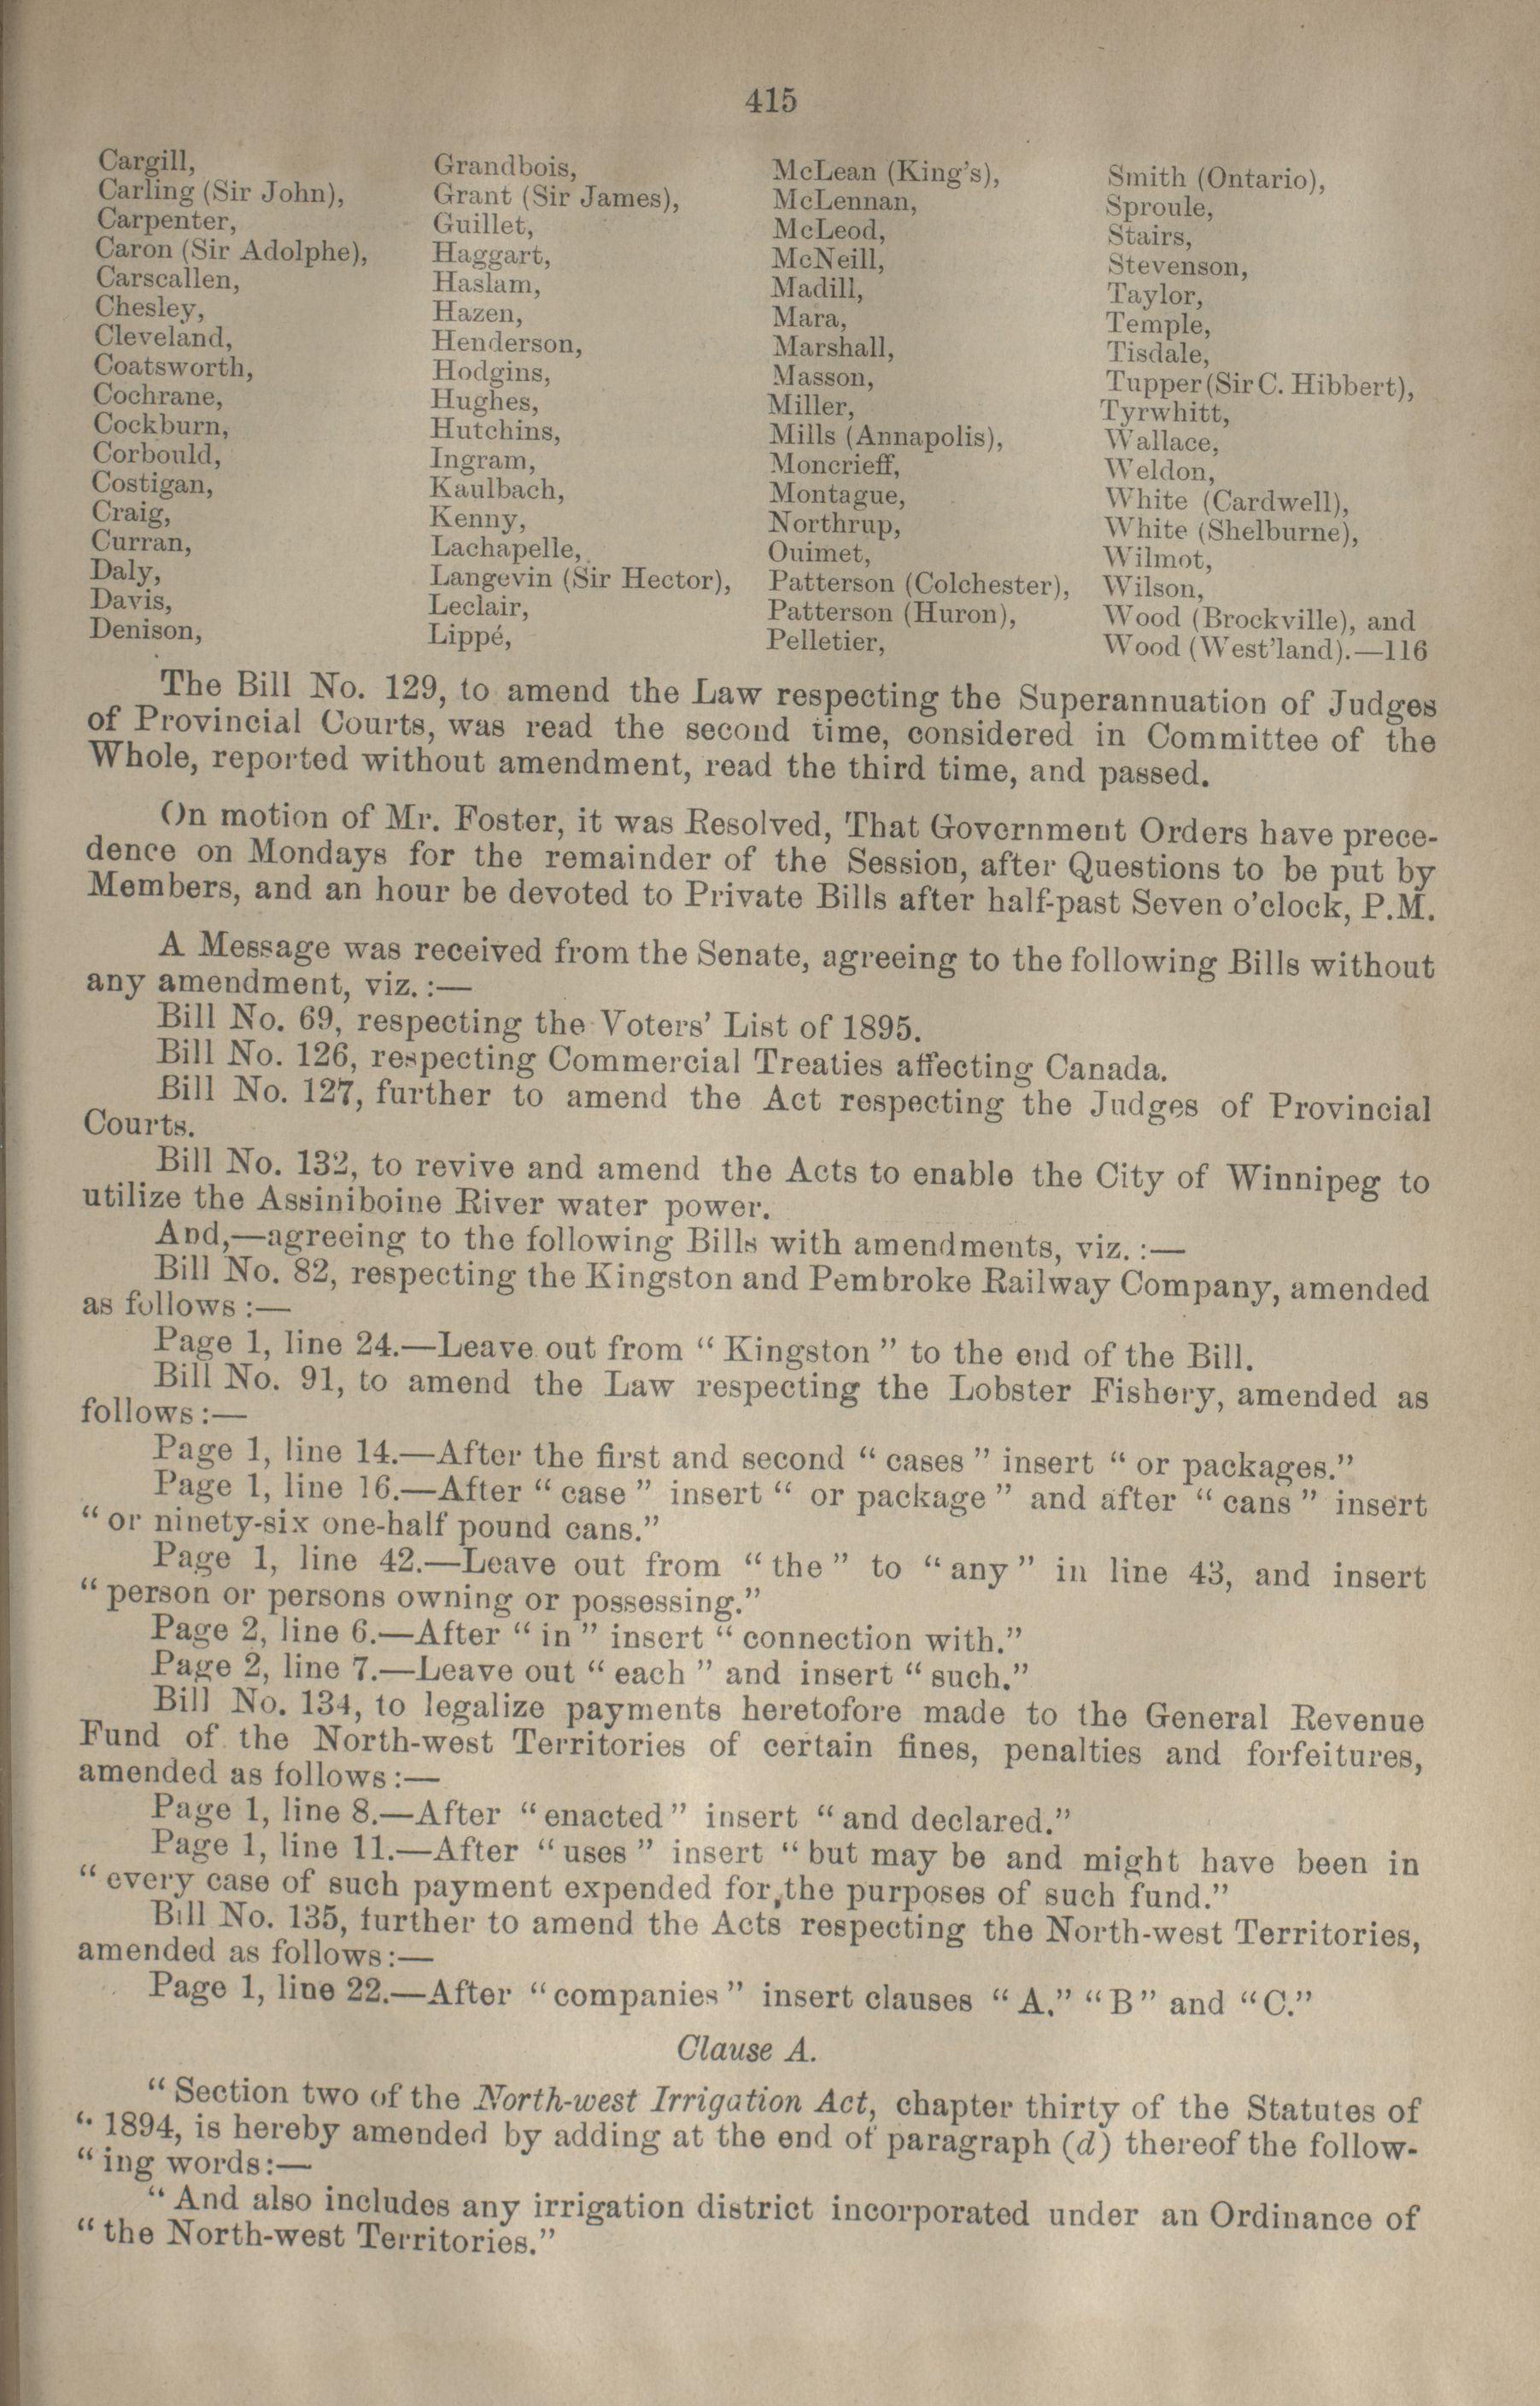 415
Cargill,
Carling (Sir John),
Carpenter,
Caron (Sir Adolphe),
Carscallen,
Chesley,
Cleveland,
Coatsworth,
Cochrane,
Cockburn,
Corbould,
Costigan,
Craig,
Curran,
Daly,
Davis,
Denison,
Grandbois,
Grant (Sir James),
Guillet,
Haggart,
Haslam,
Hazen,
Henderson,
Hodgins,
Hughes,
Hutchins,
Ingram,
Kaulbach,
Kenny,
Lachapelle,
Langevin (Sir Hector),
Leclair,
Lippé,
McLean (King's),
McLennan,
McLeod,
McNeill,
Madill,
Mara,
Marshall,
Masson,
Miller,
Mills (Annapolis),
Moncrieff,
Montague,
Northrup,
Ouimet,
Patterson (Colchester),
Patterson (Huron),
Pelletier,
Smith (Ontario),
Sproule,
Stairs,
Stevenson,
Taylor,
Temple,
Tisdale,
Tupper (Sir C. Hibbert),
Tyrwhitt,
Wallace,
Weldon,
White (Cardwell),
White (Shelburne),
Wilmot,
Wilson,
Wood (Brockville), and
Wood (West'land).—116
The Bill No. 129, to amend the Law respecting the Superannuation of Judges
of Provincial Courts, was read the second time, considered in Committee of the
Whole, reported without amendment, read the third time, and passed.
On motion of Mr. Foster, it was Resolved, That Government Orders have prece-
dence on Mondays for the remainder of the Session, after Questions to be put by
Members, and an hour be devoted to Private Bills after half-past Seven o'clock, P.M.
A Message was received from the Senate, agreeing to the following Bills without
any amendment, viz. :—
Bill No. 69, respecting the Voters' List of 1895.
Bill No. 126, respecting Commercial Treaties affecting Canada.
Bill No. 127, further to amend the Act respecting the Judges of Provincial
Courts.
Bill No. 132, to revive and amend the Acts to enable the City of Winnipeg to
utilize the Assiniboine River water power.
And,—agreeing to the following Bills with amendments, viz. :—
Bill No. 82, respecting the Kingston and Pembroke Railway Company, amended
as follows :—
Page 1, line 24.—Leave out from " Kingston " to the end of the Bill.
Bill No. 91, to amend the Law respecting the Lobster Fishery, amended as
follows :—
Page 1, line 14.—After the first and second " cases " insert " or packages."
Page 1, line 16.—After " case " insert " or package " and after " cans " insert
" or ninety-six one-half pound cans."
Page 1, line 42.—Leave out from " the " to " any " in line 43, and insert
" person or persons owning or possessing."
Page 2, line 6.—After " in " insert " connection with."
Page 2, line 7.—Leave out " each " and insert " such."
Bill No. 134, to legalize payments heretofore made to the General Revenue
Fund of the North-west Territories of certain fines, penalties and forfeitures,
amended as follows :—
Page 1, line 8.—After " enacted " insert " and declared."
Page 1, line 11.—After " uses " insert " but may be and might have been in
" every case of such payment expended for the purposes of such fund."
Bill No. 135, further to amend the Acts respecting the North-west Territories,
amended as follows :—
Page 1, line 22.—After " companies " insert clauses " A." " B " and " C."
Clause A.
" Section two of the North-west Irrigation Act, chapter thirty of the Statutes of
" 1894, is hereby amended by adding at the end of paragraph (d) thereof the follow-
" ing words :—
" And also includes any irrigation district incorporated under an Ordinance of
" the North-west Territories."